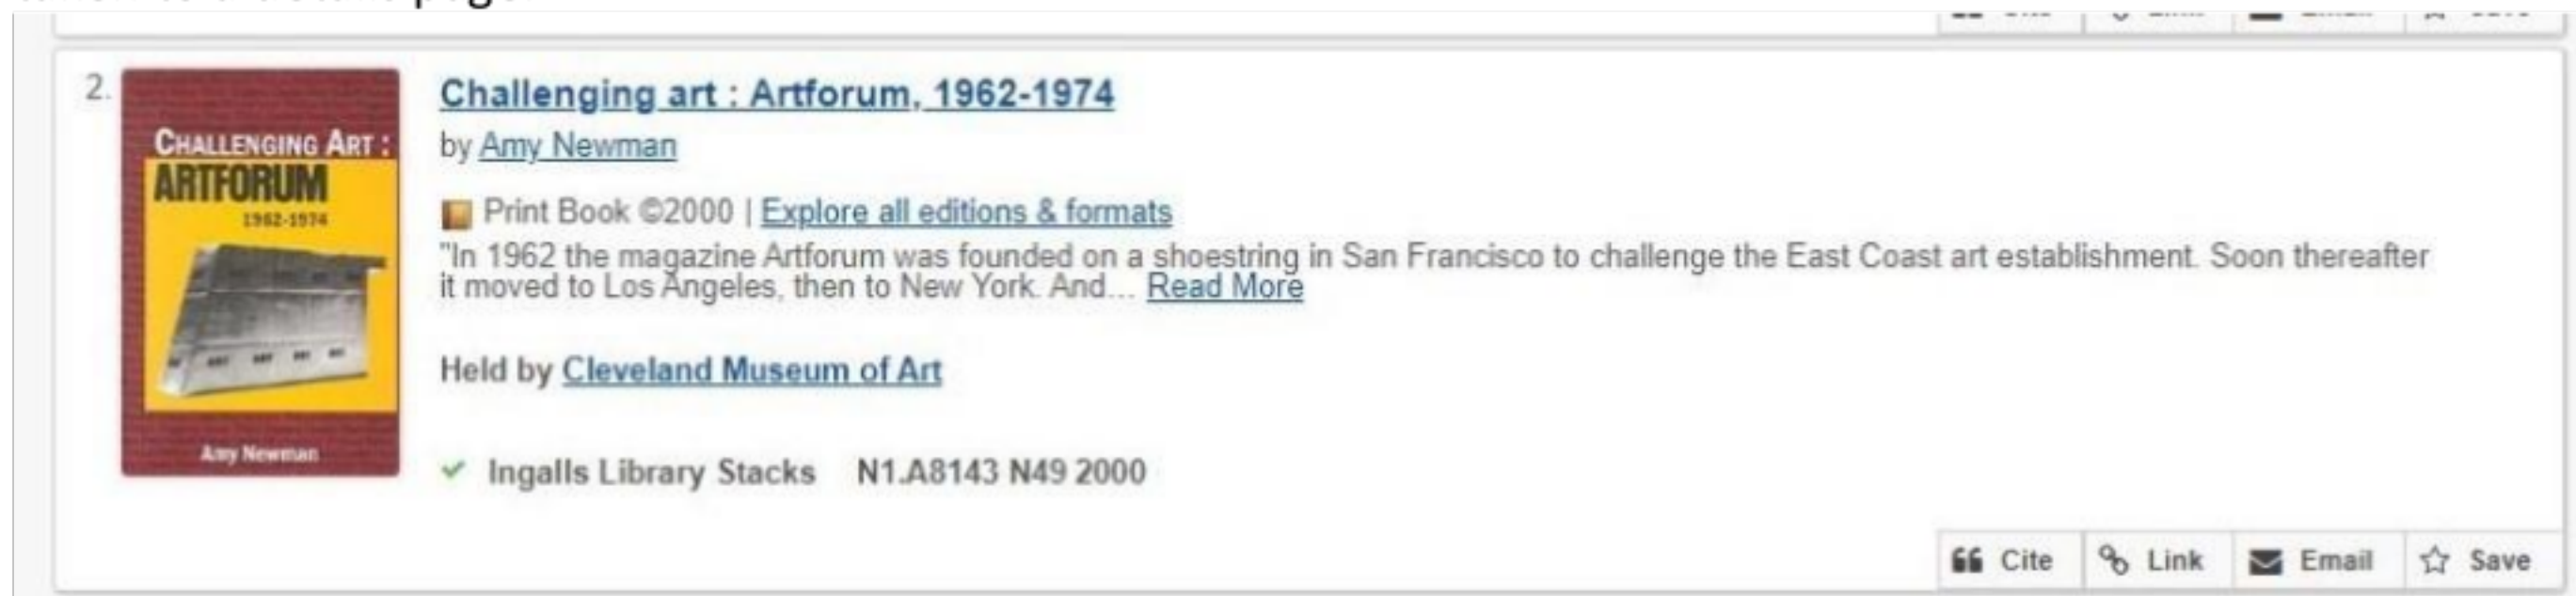 2.
CHALLENGING ART :
ARTFORUM
1962-1974
Amy Newman
Challenging art : Artforum, 1962-1974
by Amy Newman
Print Book ©2000 | Explore all editions & formats
"In 1962 the magazine Artforum was founded on a shoestring in San Francisco to challenge the East Coast art establishment. Soon thereafter
it moved to Los Angeles, then to New York. And... Read More
Held by Cleveland Museum of Art
Ingalls Library Stacks N1.A8143 N49 2000
Cite Link Email Save